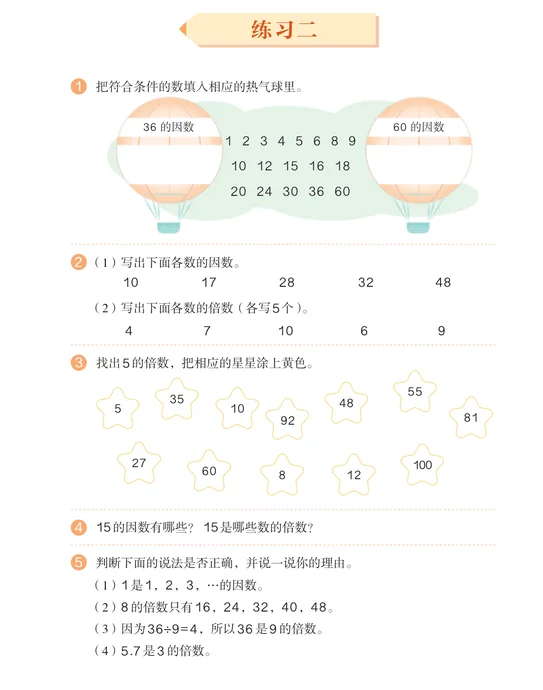 练习二
1 把符合条件的数填入相应的热气球里。
36 的因数
60 的因数
1 2 3 4 5 6 8 9
10 12 15 16 18
20 24 30 36 60
2 （1）写出下面各数的因数。
10 17 28 32 48
（2）写出下面各数的倍数（各写5个）。
4 7 10 6 9
3 找出5的倍数，把相应的星星涂上黄色。
5 35 10 92 48 55 81
27 60 8 12 100
4 15的因数有哪些？15是哪些数的倍数？
5 判断下面的说法是否正确，并说一说你的理由。
（1）1是1，2，3，…的因数。
（2）8的倍数只有16，24，32，40，48。
（3）因为36÷9=4，所以36是9的倍数。
（4）5.7是3的倍数。